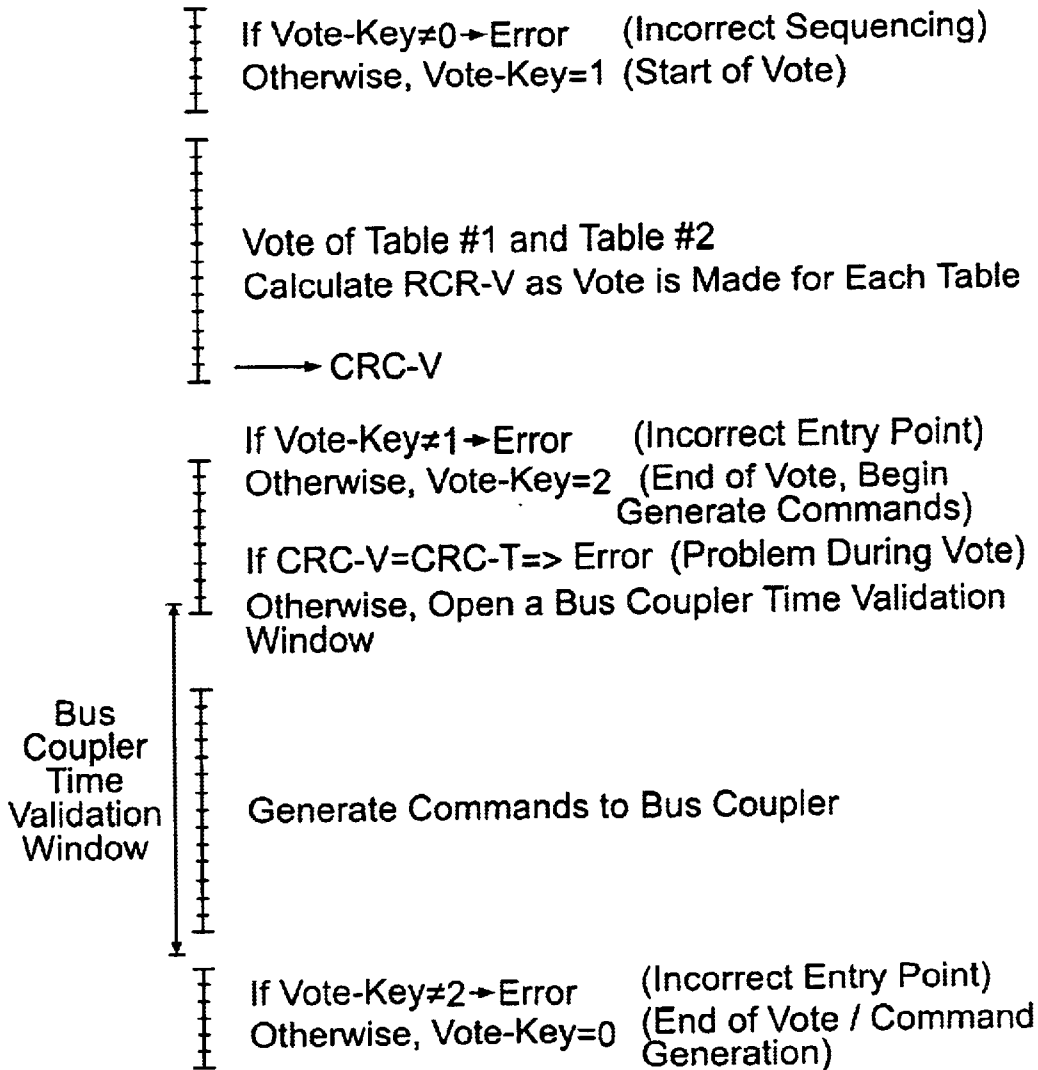 If Vote-Key≠0→Error (Incorrect Sequencing)
Otherwise, Vote-Key=1 (Start of Vote)
Vote of Table #1 and Table #2
Calculate RCR-V as Vote is Made for Each Table
→ CRC-V
If Vote-Key≠1→Error (Incorrect Entry Point)
Otherwise, Vote-Key=2 (End of Vote, Begin
Generate Commands)
If CRC-V=CRC-T=> Error (Problem During Vote)
Otherwise, Open a Bus Coupler Time Validation
Window
Bus
Coupler
Time
Validation
Window
Generate Commands to Bus Coupler
If Vote-Key≠2→Error (Incorrect Entry Point)
Otherwise, Vote-Key=0 (End of Vote / Command
Generation)